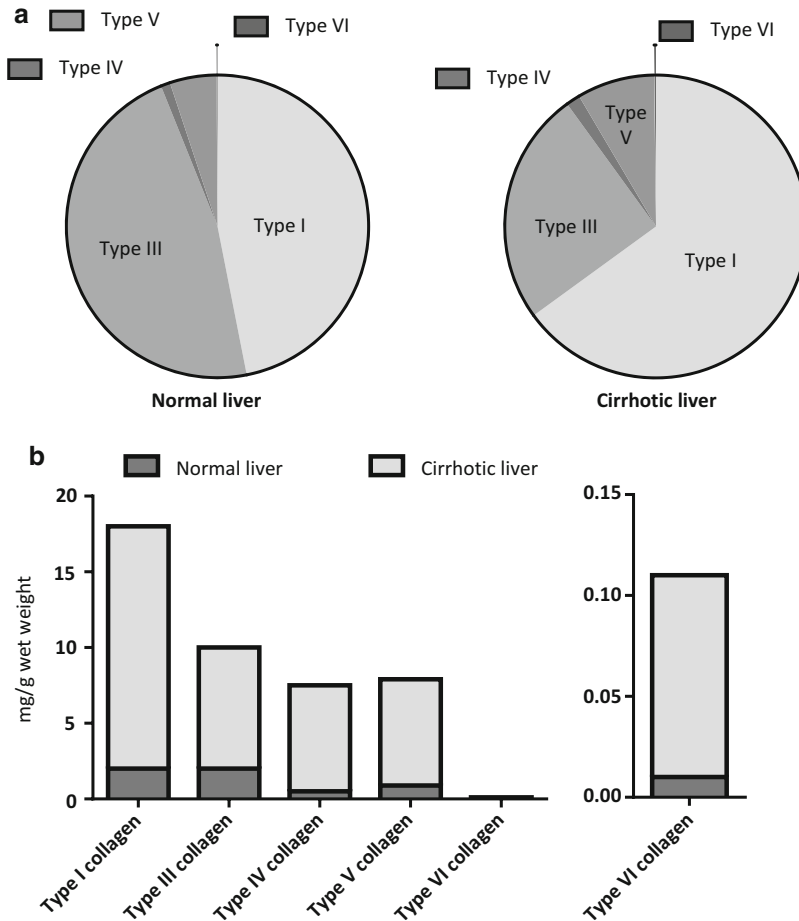 a
Type V
Type VI
Type IV
Type I
Type III
Normal liver
Type VI
Type IV
Type
V
Type III
Type I
Cirrhotic liver
b
Normal liver
Cirrhotic liver
mg/g wet weight
20
15
10
5
0
Type I collagen
Type III collagen
Type IV collagen
Type V collagen
Type VI collagen
0.15
0.10
0.05
0.00
Type VI collagen